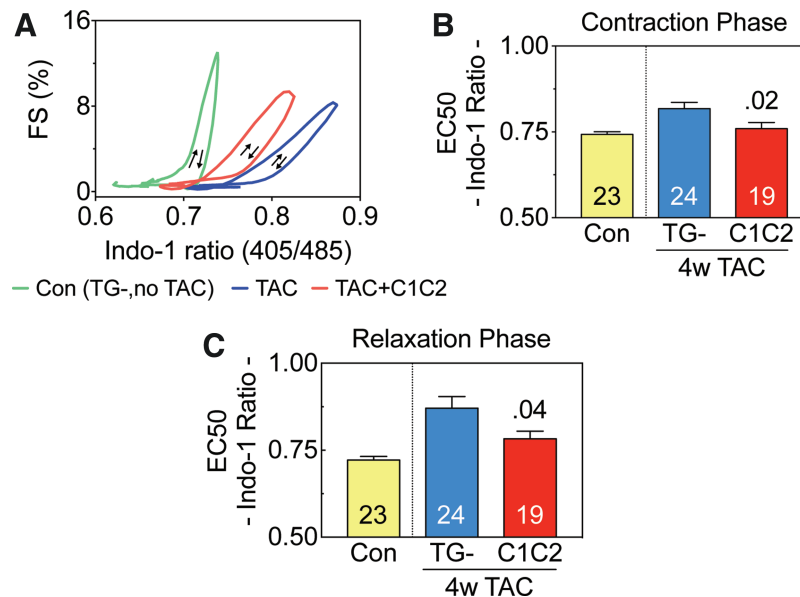 A
16
8
0
FS (%)
0.6 0.7 0.8 0.9
Indo-1 ratio (405/485)
Con (TG-,no TAC) TAC TAC+C1C2
B
Contraction Phase
EC50
- Indo-1 Ratio -
1.00
0.75
0.50
.02
23 24 19
Con TG- C1C2
4w TAC
C
Relaxation Phase
EC50
- Indo-1 Ratio -
1.00
0.75
0.50
.04
23 24 19
Con TG- C1C2
4w TAC